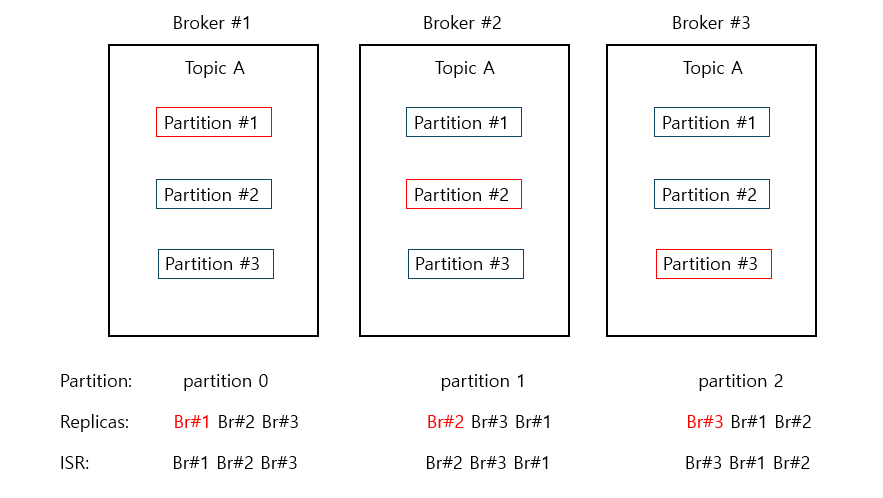 Broker #1 Broker #2 Broker #3
Topic A Topic A Topic A
Partition #1 Partition #1 Partition #1
Partition #2 Partition #2 Partition #2
Partition #3 Partition #3 Partition #3
Partition: partition 0 partition 1 partition 2
Replicas: Br#1 Br#2 Br#3 Br#2 Br#3 Br#1 Br#3 Br#1 Br#2
ISR: Br#1 Br#2 Br#3 Br#2 Br#3 Br#1 Br#3 Br#1 Br#2